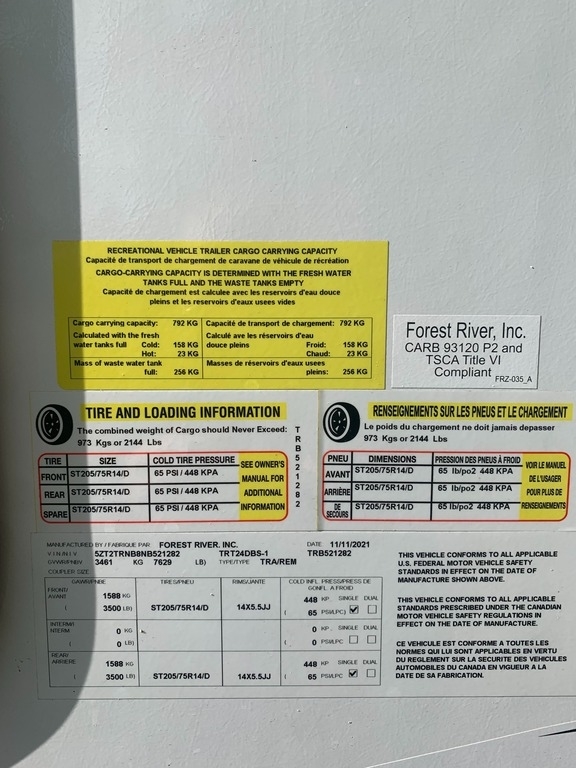 RECREATIONAL VEHICLE TRAILER CARGO CARRYING CAPACITY
Capacité de transport de chargement de caravane de véhicule de récréation
CARGO-CARRYING CAPACITY IS DETERMINED WITH THE FRESH WATER
TANKS FULL AND THE WASTE TANKS EMPTY
Capacité de chargement est calculee avec les reservoirs d'eau douce
pleins et les reservoirs d'eaux usees vides
Cargo carrying capacity: 792 KG Capacité de transport de chargement: 792 KG
Calculated with the fresh Calculé ave les réservoirs d'eau
water tanks full Cold: 158 KG douce pleins Froid: 158 KG
Hot: 23 KG Chaud: 23 KG
Mass of waste water tank Masses de réservoirs d'eaux usees
full: 256 KG pleins: 256 KG
Forest River, Inc.
CARB 93120 P2 and
TSCA Title VI
Compliant
FRZ-035_A
TIRE AND LOADING INFORMATION
The combined weight of Cargo should Never Exceed:
973 Kgs or 2144 Lbs
TIRE SIZE COLD TIRE PRESSURE SEE OWNER'S MANUAL FOR ADDITIONAL INFORMATION
FRONT ST205/75R14/D 65 PSI / 448 KPA
REAR ST205/75R14/D 65 PSI / 448 KPA
SPARE ST205/75R14/D 65 PSI / 448 KPA
TRB521282
RENSEIGNEMENTS SUR LES PNEUS ET LE CHARGEMENT
Le poids du chargement ne doit jamais depasser
973 Kgs or 2144 Lbs
PNEU DIMENSIONS PRESSION DES PNEUS À FROID VOIR LE MANUEL DE L'USAGER POUR PLUS DE RENSEIGNEMENTS
AVANT ST205/75R14/D 65 lb/po2 448 KPA
ARRIÈRE ST205/75R14/D 65 lb/po2 448 KPA
DE SECOURS ST205/75R14/D 65 lb/po2 448 KPA
MANUFACTURED BY / FABRIQUE PAR FOREST RIVER, INC. DATE 11/11/2021
V.I.N./N.I.V. 5ZT2TRNB8NB521282 TRT24DBS-1 TRB521282
GVWR/PNBV 3461 KG 7629 LB) TYPE/TYPE TRA/REM
COUPLER SIZE
GAWR/PNBE TIRES/PNEU RIMS/JANTE COLD INFL. PRESS/PRESS DE GONFL. A FROID
FRONT/ AVANT 1588 KG 448 KP SINGLE DUAL
( 3500 LB) ST205/75R14/D 14X5.5JJ ( 65 PSI/LPC)
INTERM/ NTERM 0 KG 0 KP SINGLE DUAL
( 0 LB) ( 0 PSI/LPC
REAR/ ARRIERE 1588 KG 448 KP SINGLE DUAL
( 3500 LB) ST205/75R14/D 14X5.5JJ ( 65 PSI/LPC
THIS VEHICLE CONFORMS TO ALL APPLICABLE
U.S. FEDERAL MOTOR VEHICLE SAFETY
STANDARDS IN EFFECT ON THE DATE OF
MANUFACTURE SHOWN ABOVE.
THIS VEHICLE CONFORMS TO ALL APPLICABLE
STANDARDS PRESCRIBED UNDER THE CANADIAN
MOTOR VEHICLE SAFETY REGULATIONS IN
EFFECT ON THE DATE OF MANUFACTURE.
CE VEHICULE EST CONFORME A TOUTES LES
NORMES QUI LUI SONT APPLICABLES EN VERTU
DU REGLEMENT SUR LA SECURITE DES VEHICULES
AUTOMOBILES DU CANADA EN VIGUEUR A LA
DATE DE SA FABRICATION.